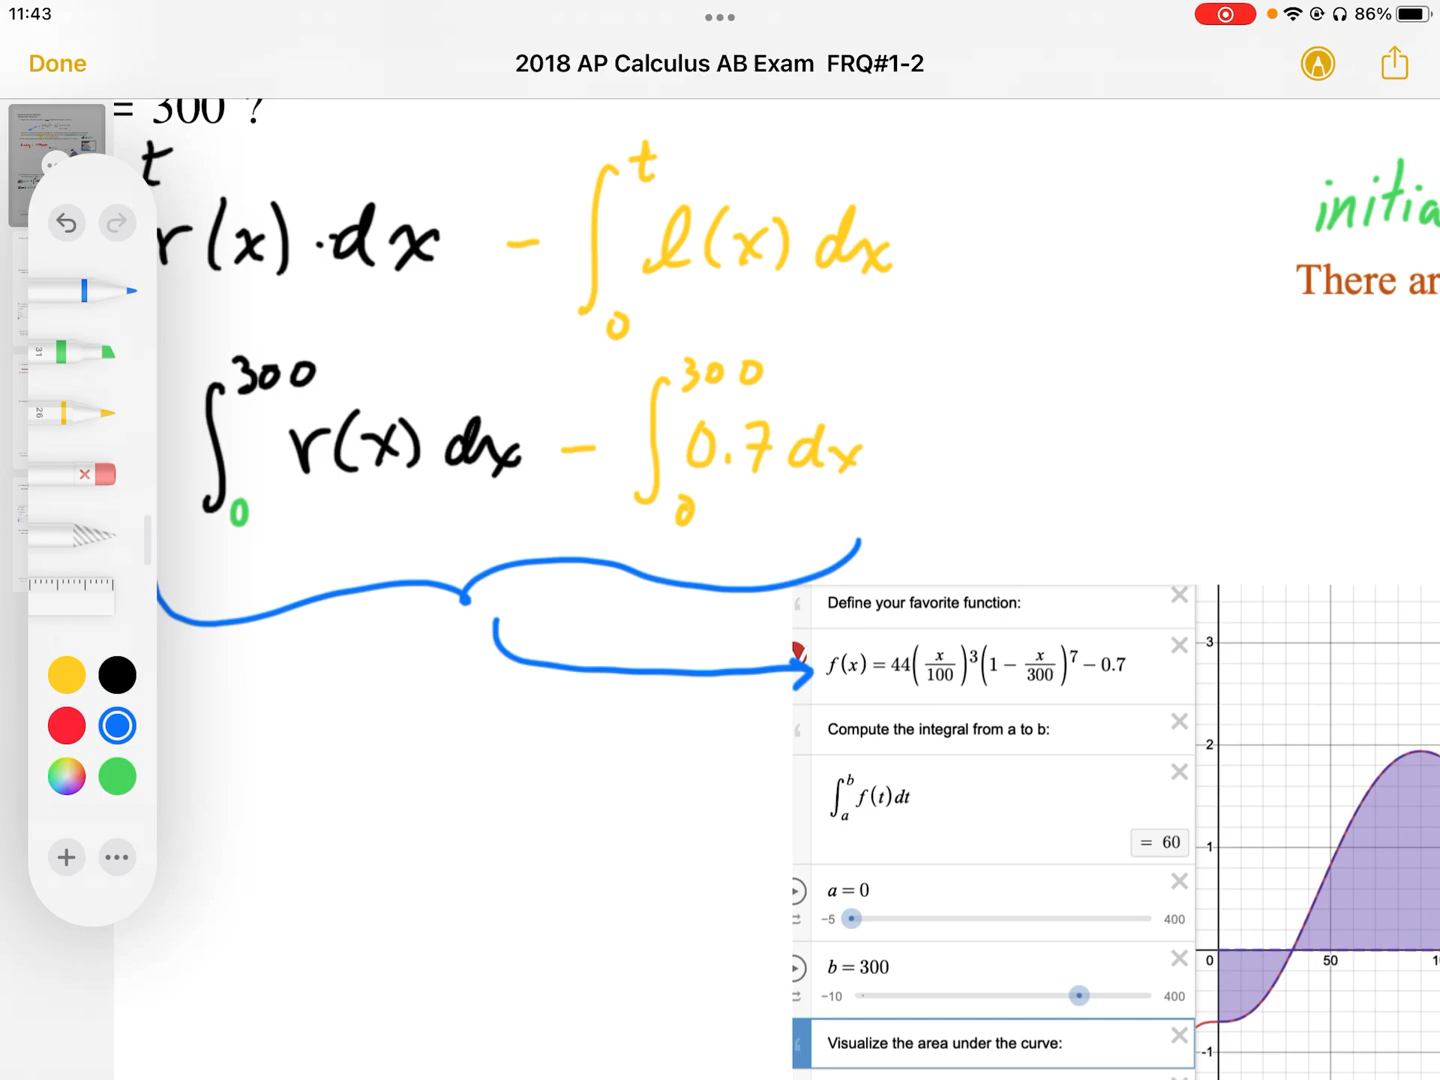 11:43
86%
Done
2018 AP Calculus AB Exam FRQ#1-2
= 300 ?
t
r(x)·dx - ∫₀ᵗ l(x) dx
initia
There ar
∫₀³⁰⁰ r(x) dx - ∫₀³⁰⁰ 0.7 dx
31
26
Define your favorite function:
f(x) = 44(x/100)³(1 - x/300)⁷ - 0.7
Compute the integral from a to b:
∫ₐᵇ f(t)dt
= 60
a = 0
-5
400
b = 300
-10
400
Visualize the area under the curve:
3
2
1
0
50
1
-1